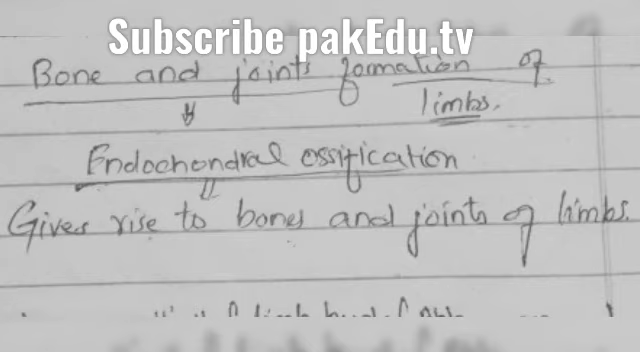 Subscribe pakEdu.tv
Bone and joints formation of
limbs.
Endochondral ossification
Gives rise to bones and joints of limbs.